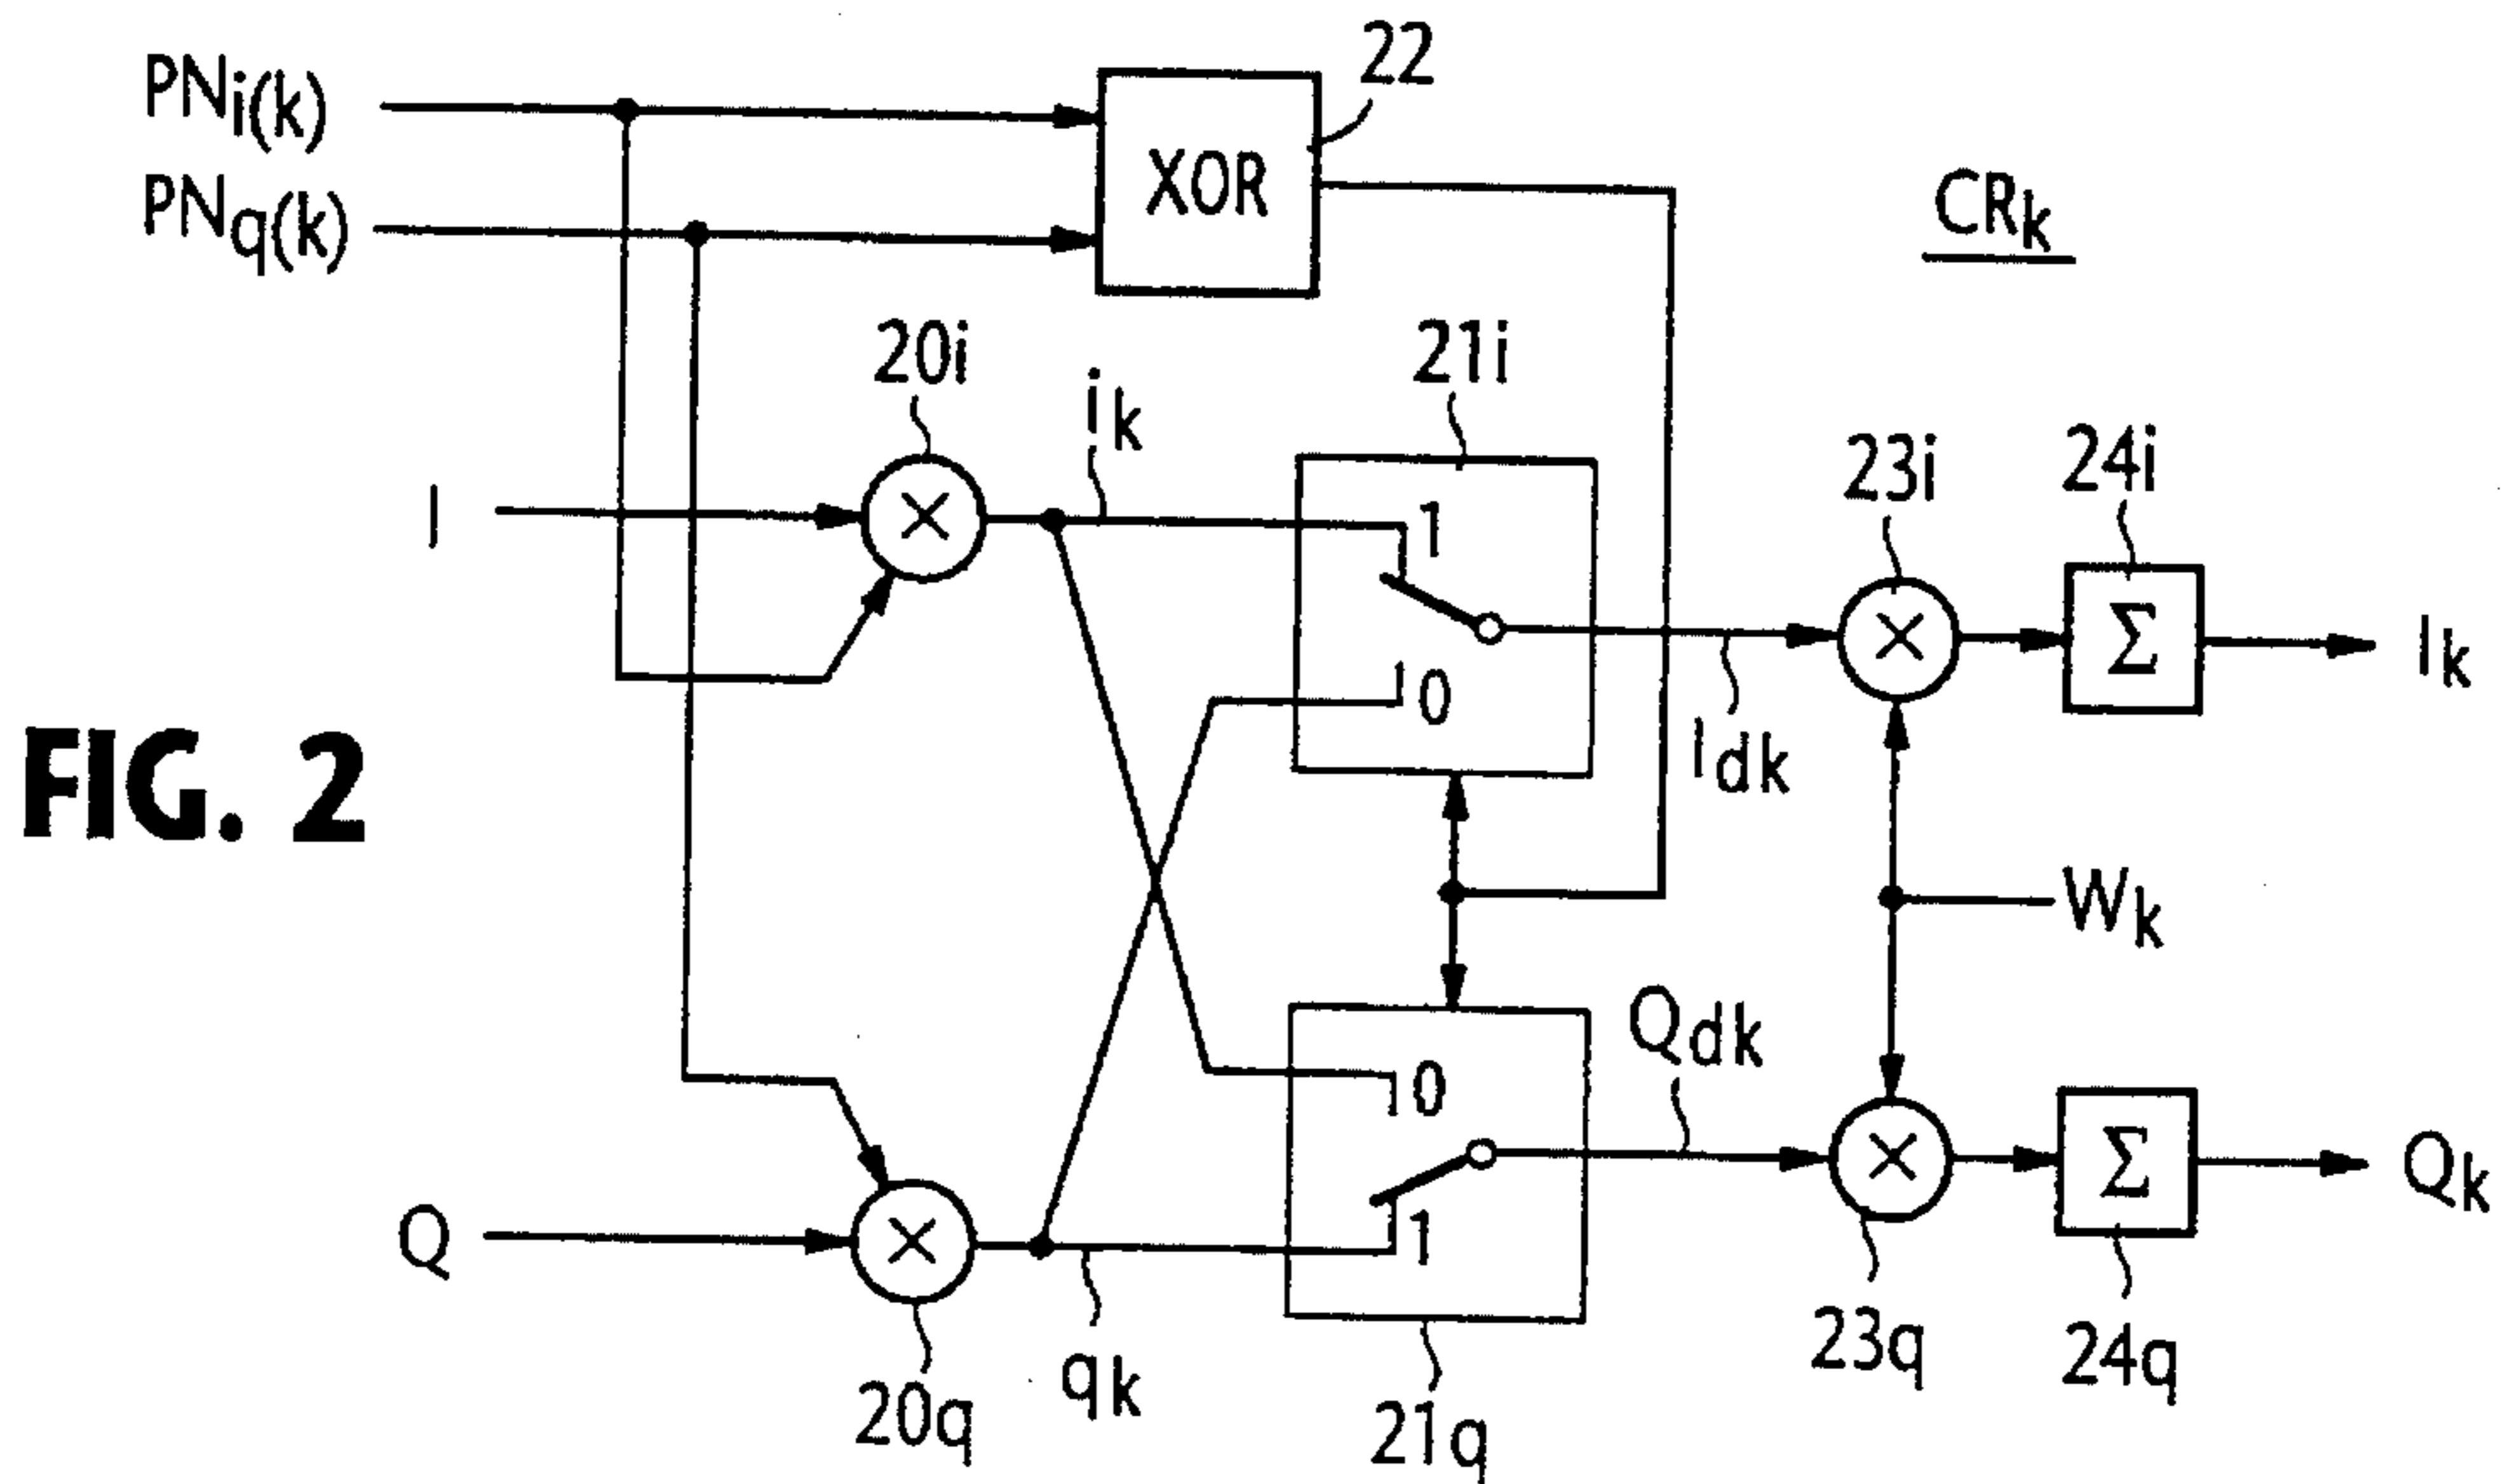 PNi(k)
22
PNq(k)
XOR
CRk
20i
ik
21i
23i
24i
I
×
1
×
Σ
Ik
0
Idk
FIG. 2
Wk
Qdk
0
Q
×
1
×
Σ
Qk
20q
qk
21q
23q
24q